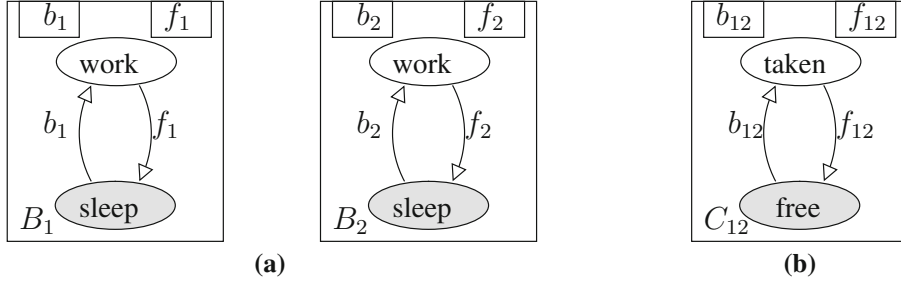 b₁ f₁ b₂ f₂ b₁₂ f₁₂
work work taken
b₁ f₁ b₂ f₂ b₁₂ f₁₂
sleep sleep free
B₁ B₂ C₁₂
(a) (b)